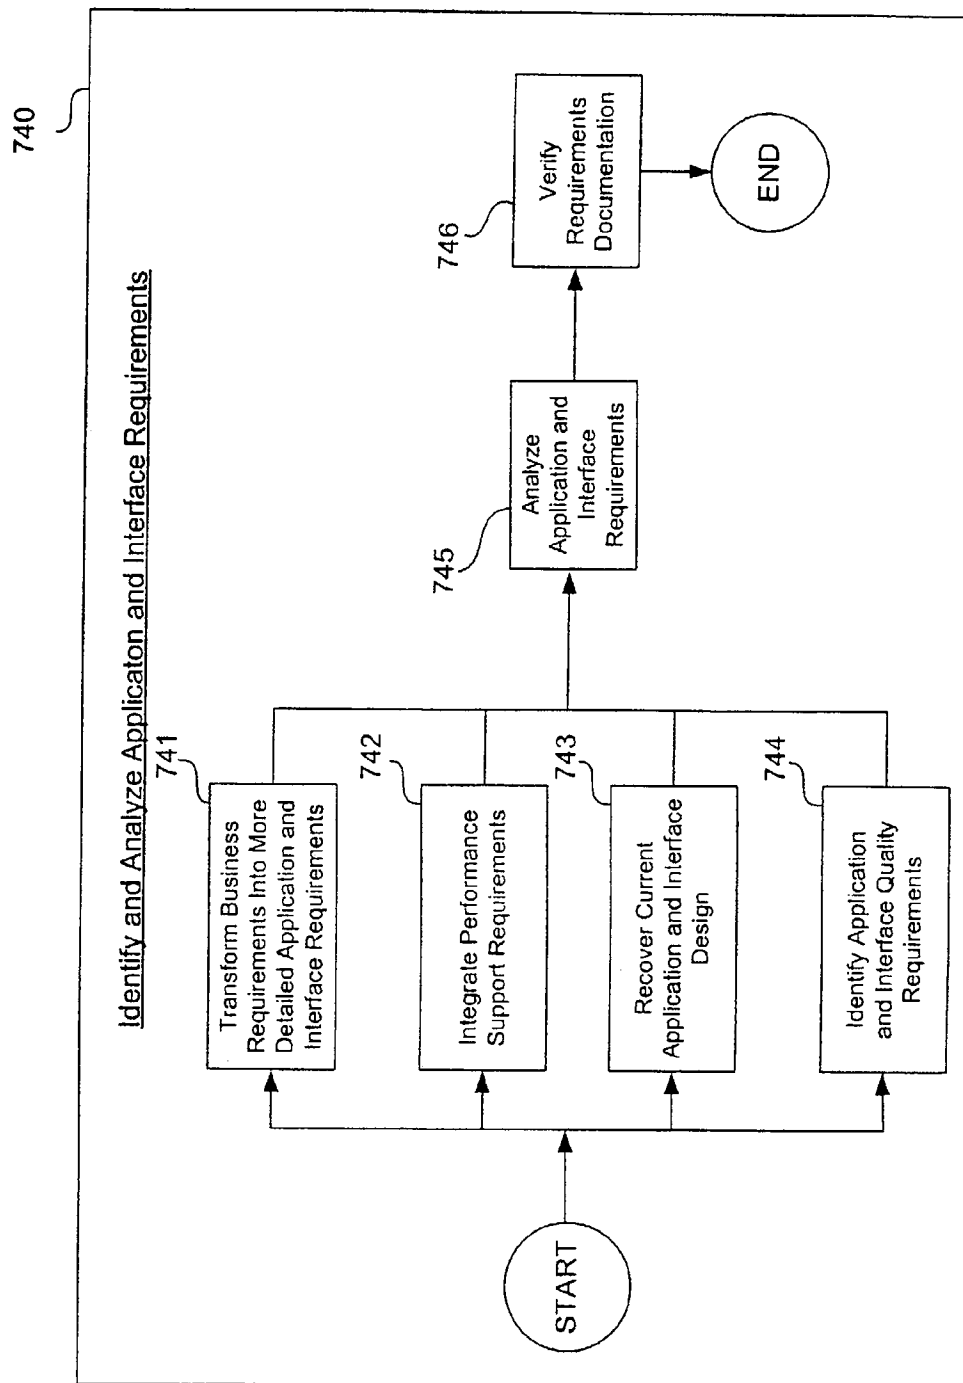 740
Identify and Analyze Applicaton and Interface Requirements
741
Transform Business
Requirements Into More
Detailed Application and
Interface Requirements
742
Integrate Performance
Support Requirements
743
Recover Current
Application and Interface
Design
744
Identify Application
and Interface Quality
Requirements
START
745
Analyze
Application and
Interface
Requirements
746
Verify
Requirements
Documentation
END